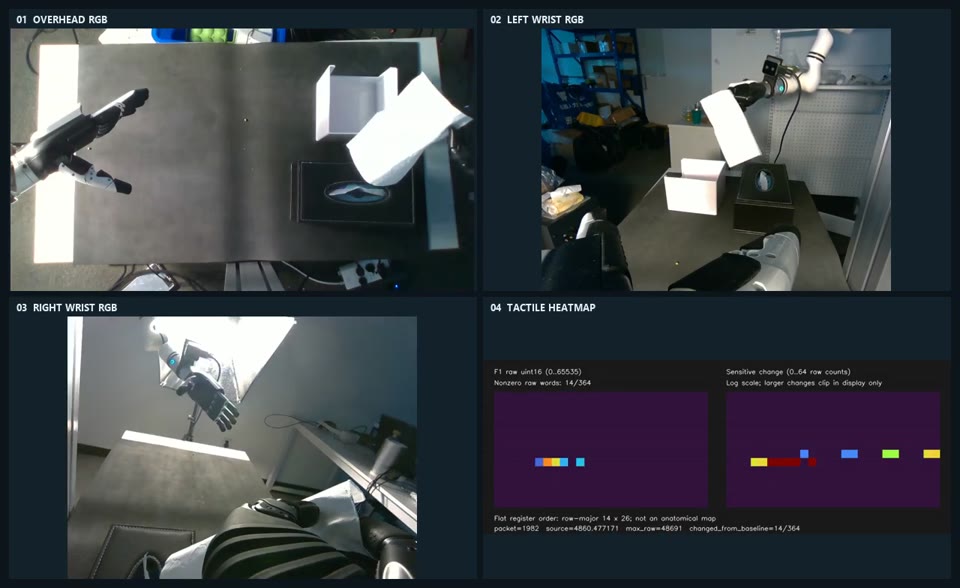 01 OVERHEAD RGB
02 LEFT WRIST RGB
03 RIGHT WRIST RGB
04 TACTILE HEATMAP
F1 raw uint16 (0..65535)
Nonzero raw words: 14/364
Sensitive change (0..64 raw counts)
Log scale; larger changes clip in display only
Flat register order: row-major 14 x 26; not an anatomical map
packet=1982 source=4860.477171 max_raw=48691 changed_from_baseline=14/364